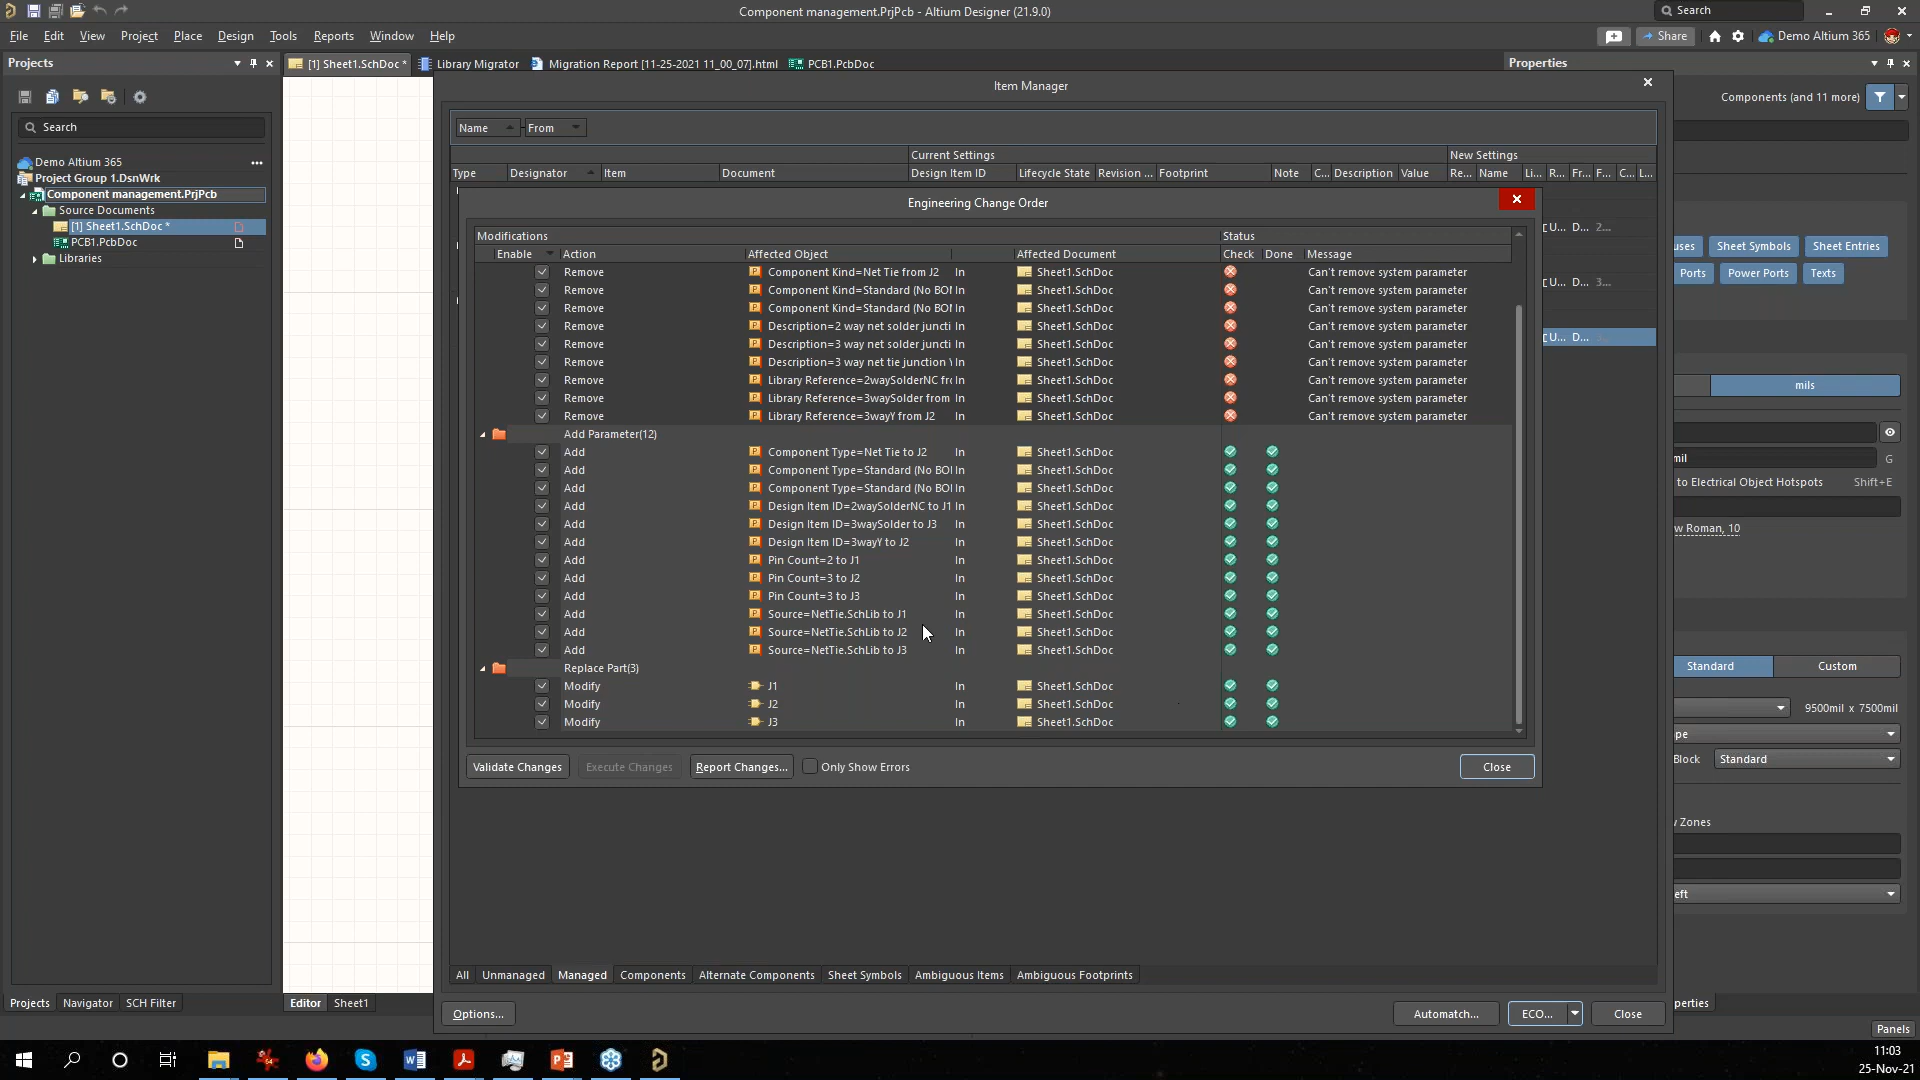 Component management.PrjPcb - Altium Designer (21.9.0)
Search
File Edit View Project Place Design Tools Reports Window Help
Share
Demo Altium 365
Projects
[1] Sheet1.SchDoc *
Library Migrator
Migration Report [11-25-2021 11_00_07].html
PCB1.PcbDoc
Properties
Item Manager
Components (and 11 more)
Search
Name
From
Demo Altium 365
Project Group 1.DsnWrk
Component management.PrjPcb
Source Documents
[1] Sheet1.SchDoc *
PCB1.PcbDoc
Libraries
Current Settings
New Settings
Type Designator Item Document Design Item ID Lifecycle State Revision ... Footprint Note C... Description Value Re... Name Li... R... Fr... F... C... L...
Engineering Change Order
U... D... 2...
uses Sheet Symbols Sheet Entries
Ports Power Ports Texts
U... D... 3...
U... D...
Modifications Status
Enable Action Affected Object Affected Document Check Done Message
Remove Component Kind=Net Tie from J2 In Sheet1.SchDoc Can't remove system parameter
Remove Component Kind=Standard (No BOI In Sheet1.SchDoc Can't remove system parameter
Remove Component Kind=Standard (No BOI In Sheet1.SchDoc Can't remove system parameter
Remove Description=2 way net solder juncti In Sheet1.SchDoc Can't remove system parameter
Remove Description=3 way net solder juncti In Sheet1.SchDoc Can't remove system parameter
Remove Description=3 way net tie junction In Sheet1.SchDoc Can't remove system parameter
Remove Library Reference=2waySolderNC fr In Sheet1.SchDoc Can't remove system parameter
Remove Library Reference=3waySolder from In Sheet1.SchDoc Can't remove system parameter
Remove Library Reference=3wayY from J2 In Sheet1.SchDoc Can't remove system parameter
Add Parameter(12)
Add Component Type=Net Tie to J2 In Sheet1.SchDoc
Add Component Type=Standard (No BOI In Sheet1.SchDoc
Add Component Type=Standard (No BOI In Sheet1.SchDoc
Add Design Item ID=2waySolderNC to J1 In Sheet1.SchDoc
Add Design Item ID=3waySolder to J3 In Sheet1.SchDoc
Add Design Item ID=3wayY to J2 In Sheet1.SchDoc
Add Pin Count=2 to J1 In Sheet1.SchDoc
Add Pin Count=3 to J2 In Sheet1.SchDoc
Add Pin Count=3 to J3 In Sheet1.SchDoc
Add Source=NetTie.SchLib to J1 In Sheet1.SchDoc
Add Source=NetTie.SchLib to J2 In Sheet1.SchDoc
Add Source=NetTie.SchLib to J3 In Sheet1.SchDoc
Replace Part(3)
Modify J1 In Sheet1.SchDoc
Modify J2 In Sheet1.SchDoc
Modify J3 In Sheet1.SchDoc
Validate Changes Execute Changes Report Changes... Only Show Errors Close
mils
mil G
to Electrical Object Hotspots Shift+E
w Roman, 10
Standard Custom
9500mil x 7500mil
pe
Block Standard
Zones
eft
All Unmanaged Managed Components Alternate Components Sheet Symbols Ambiguous Items Ambiguous Footprints
Projects Navigator SCH Filter
Editor Sheet1
perties
Options...
Automatch... ECO... Close
Panels
11:03
25-Nov-21